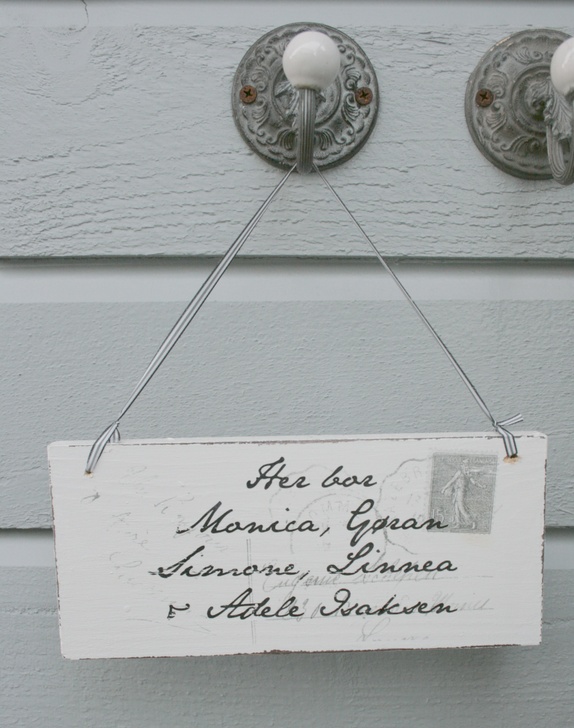 Her bor
Monica, Gøran
Simone, Linnea
& Adele Isaksen